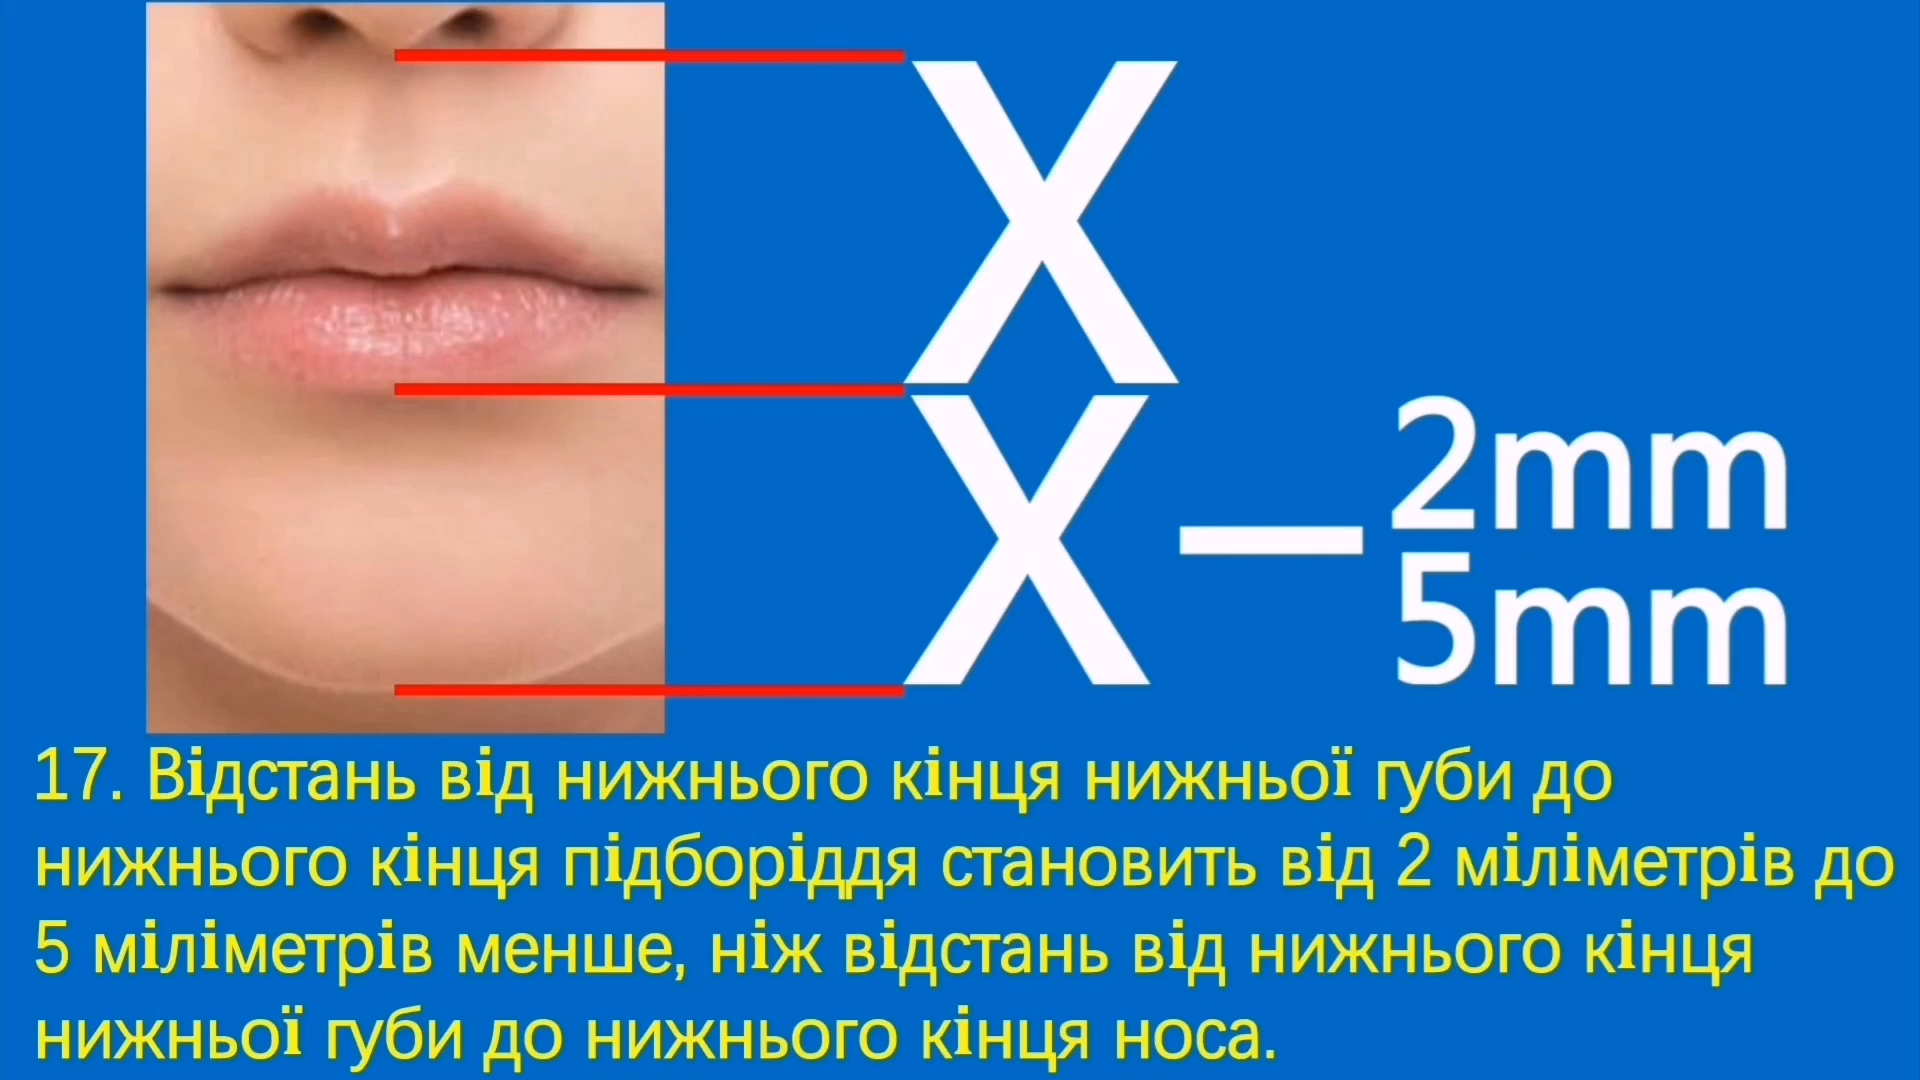 X
X — 2mm
5mm
17. Відстань від нижнього кінця нижньої губи до
нижнього кінця підборіддя становить від 2 міліметрів до
5 міліметрів менше, ніж відстань від нижнього кінця
нижньої губи до нижнього кінця носа.